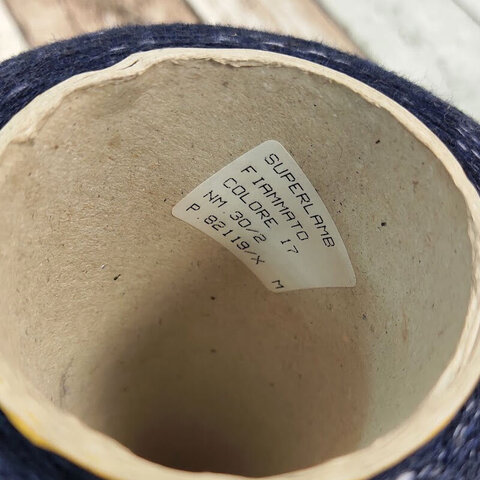 SUPERLAMB
FIAMMATO
COLORE 17
NM 30/2
P.82119/X M